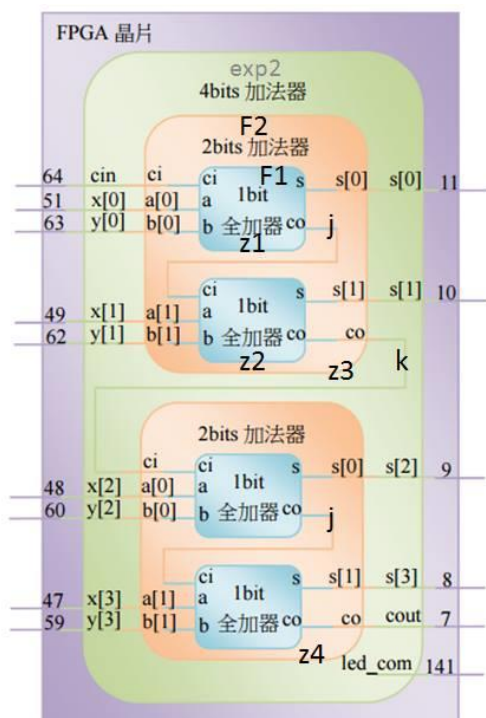 FPGA 晶片
exp2
4bits 加法器
F2
2bits 加法器
64 cin ci ci F1 s s[0] s[0] 11
51 x[0] a[0] a 1bit
63 y[0] b[0] b 全加器 co j
z1
ci s s[1] s[1] 10
49 x[1] a[1] a 1bit
62 y[1] b[1] b 全加器 co co
z2 z3 k
2bits 加法器
ci ci s s[0] s[2] 9
48 x[2] a[0] a 1bit
60 y[2] b[0] b 全加器 co j
ci s s[1] s[3] 8
47 x[3] a[1] a 1bit
59 y[3] b[1] b 全加器 co co cout 7
z4
led_com 141